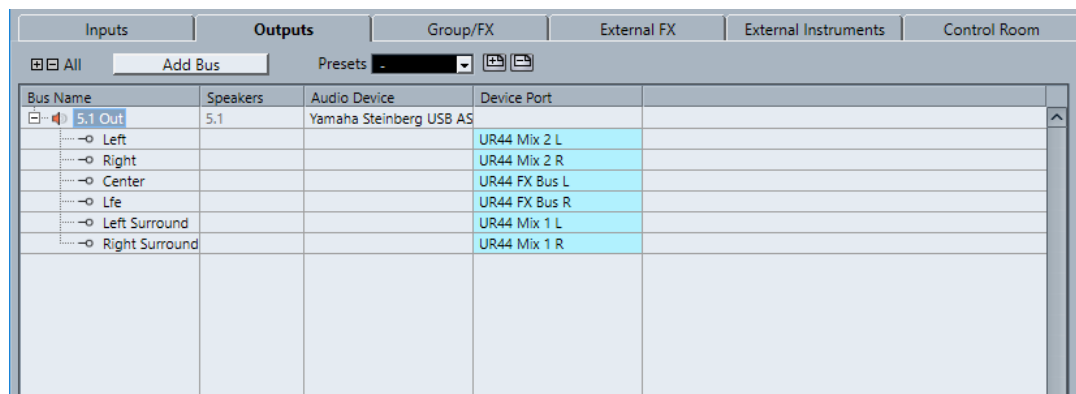 Inputs Outputs Group/FX External FX External Instruments Control Room
All Add Bus Presets -
Bus Name Speakers Audio Device Device Port
5.1 Out 5.1 Yamaha Steinberg USB AS
Left UR44 Mix 2 L
Right UR44 Mix 2 R
Center UR44 FX Bus L
Lfe UR44 FX Bus R
Left Surround UR44 Mix 1 L
Right Surround UR44 Mix 1 R